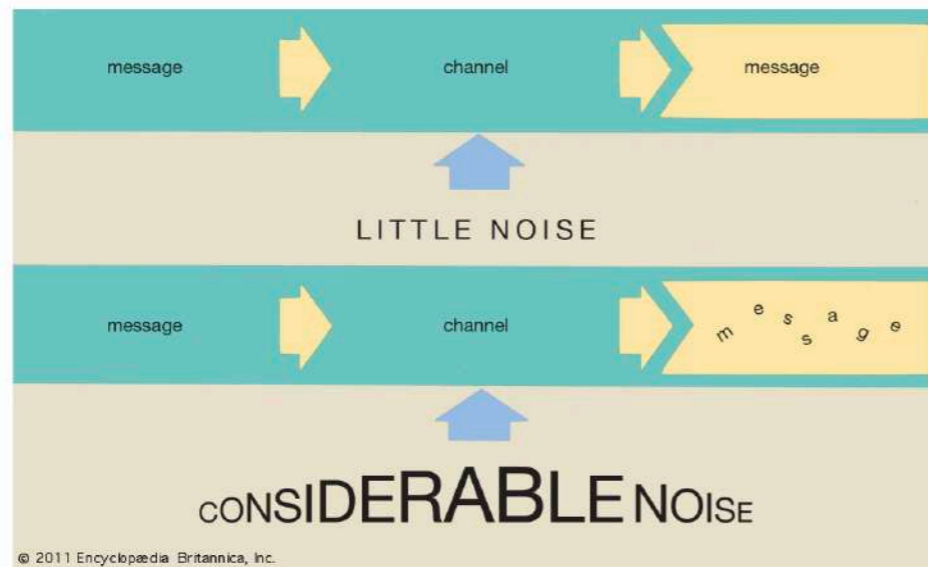 message channel message
LITTLE NOISE
message channel message
CONSIDERABLE NOISE
© 2011 Encyclopædia Britannica, Inc.